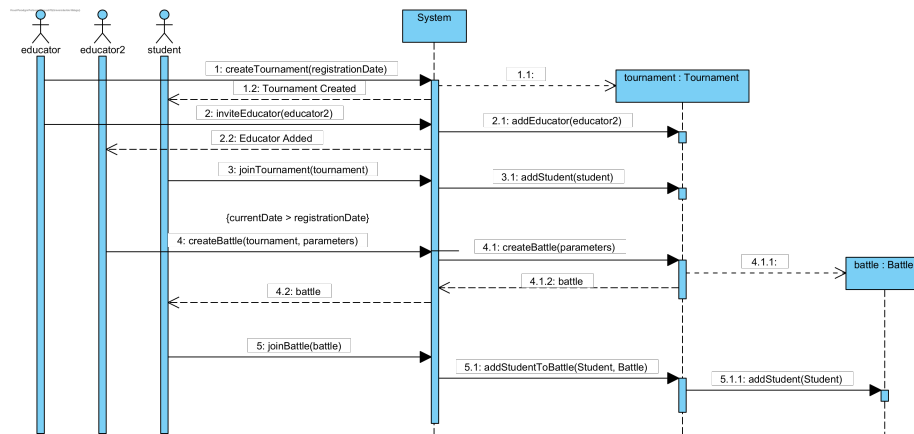 System
educator
educator2
student
1: createTournament(registrationDate)
1.1:
tournament : Tournament
1.2: Tournament Created
2: inviteEducator(educator2)
2.1: addEducator(educator2)
2.2: Educator Added
3: joinTournament(tournament)
3.1: addStudent(student)
{currentDate > registrationDate}
4: createBattle(tournament, parameters)
4.1: createBattle(parameters)
4.1.1:
battle : Battle
4.1.2: battle
4.2: battle
5: joinBattle(battle)
5.1: addStudentToBattle(Student, Battle)
5.1.1: addStudent(Student)